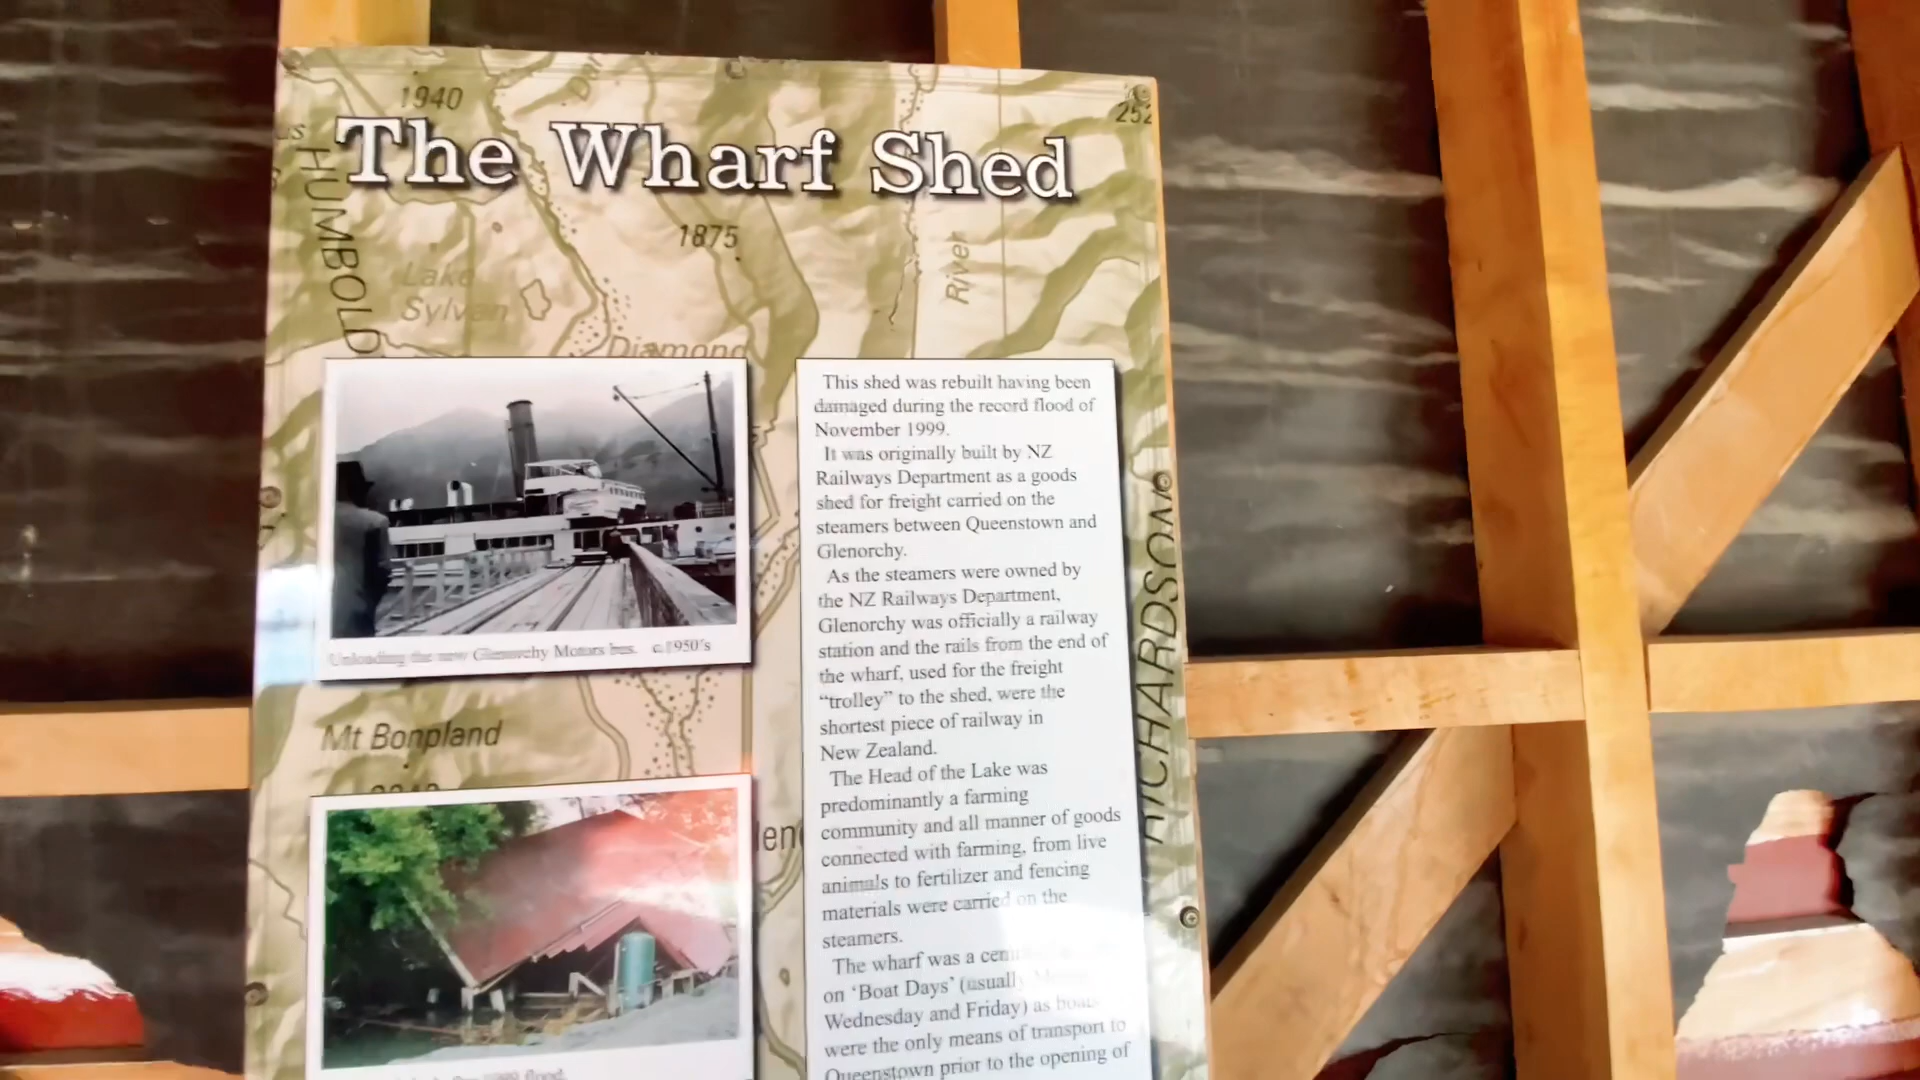 1940
252
The Wharf Shed
HUMBOLD
1875
River
Lake
Sylvan
Diamond
This shed was rebuilt having been
damaged during the record flood of
November 1999.
It was originally built by NZ
Railways Department as a goods
shed for freight carried on the
steamers between Queenstown and
Glenorchy.
As the steamers were owned by
the NZ Railways Department,
Glenorchy was officially a railway
station and the rails from the end of
the wharf, used for the freight
“trolley” to the shed, were the
shortest piece of railway in
New Zealand.
The Head of the Lake was
predominantly a farming
community and all manner of goods
connected with farming, from live
animals to fertilizer and fencing
materials were carried on the
steamers.
The wharf was a
on ‘Boat Days’ (usually
Wednesday and Friday) as boats
were the only means of transport to
Queenstown prior to the opening of
Unloading the new Glenorchy Motors bus. c.1950's
Mt Bonpland
RICHARDSON
1999 flood.